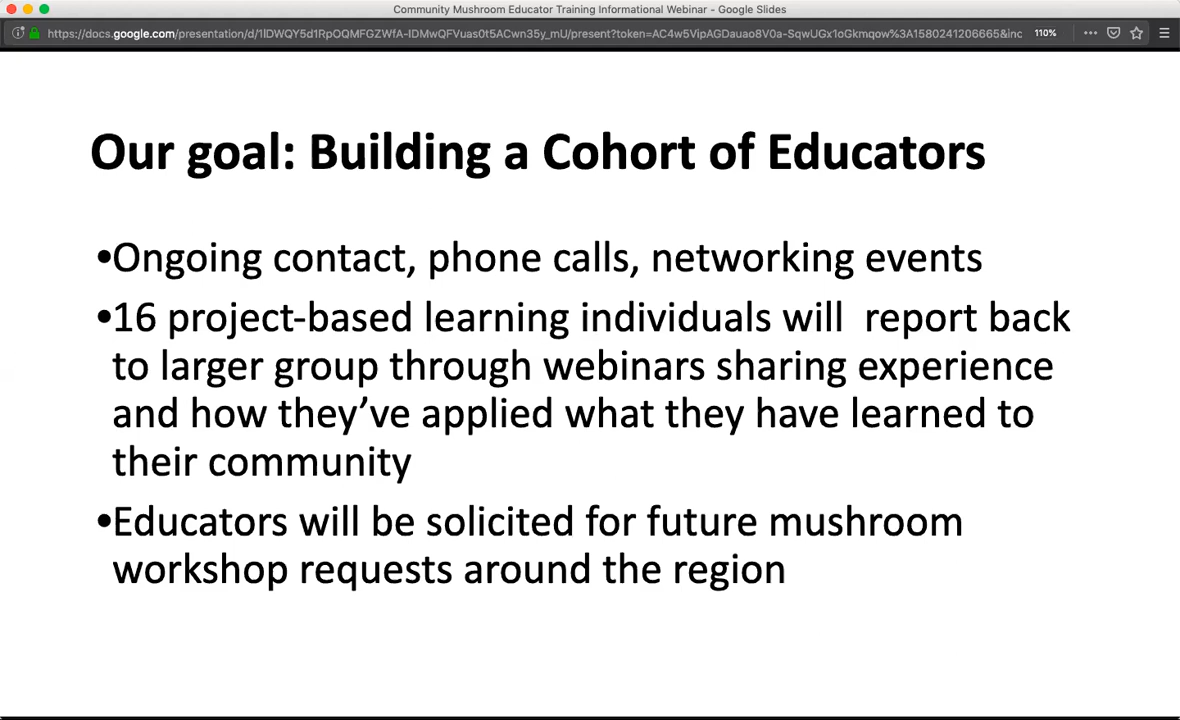 Community Mushroom Educator Training Informational Webinar - Google Slides
https://docs.google.com/presentation/d/1lDWQY5d1RpOQMFGZWfA-IDMwQFVuas0t5ACwn35y_mU/present?token=AC4w5VipAGDauao8V0a-SqwUGx1oGkmqow%3A1580241206665&inc 110%
Our goal: Building a Cohort of Educators
•Ongoing contact, phone calls, networking events
•16 project-based learning individuals will  report back
to larger group through webinars sharing experience
and how they’ve applied what they have learned to
their community
•Educators will be solicited for future mushroom
workshop requests around the region